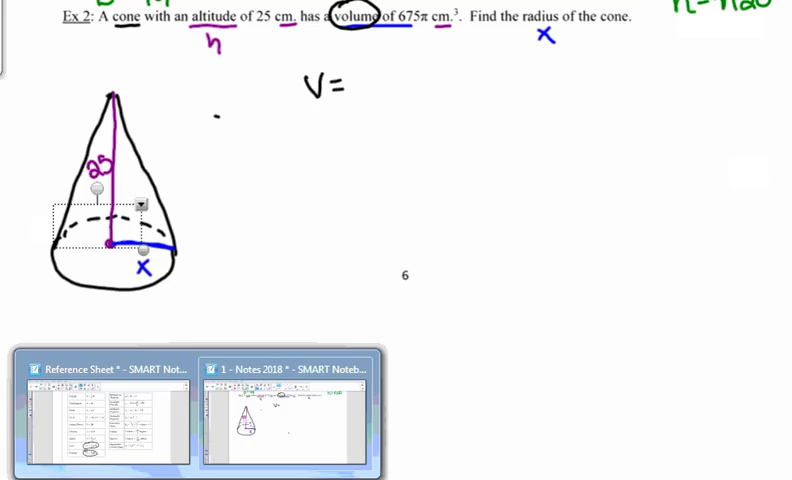 Ex 2: A cone with an altitude of 25 cm. has a volume of 675π cm.³. Find the radius of the cone.
h
x
V=
25
x
6
Reference Sheet * - SMART Not...
1 - Notes 2018 * - SMART Noteb...